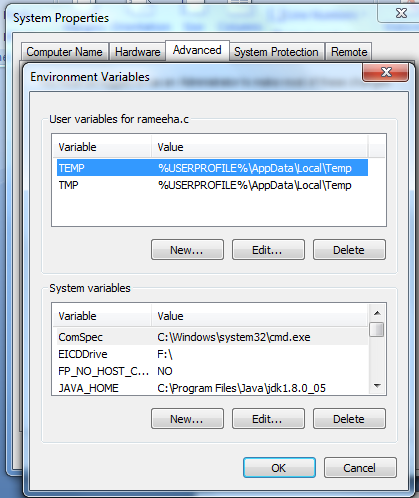 System Properties
Computer Name Hardware Advanced System Protection Remote
Environment Variables
User variables for rameeha.c
Variable Value
TEMP %USERPROFILE%\AppData\Local\Temp
TMP %USERPROFILE%\AppData\Local\Temp
New... Edit... Delete
System variables
Variable Value
ComSpec C:\Windows\system32\cmd.exe
EICDDrive F:\
FP_NO_HOST_C... NO
JAVA_HOME C:\Program Files\Java\jdk1.8.0_05
New... Edit... Delete
OK Cancel